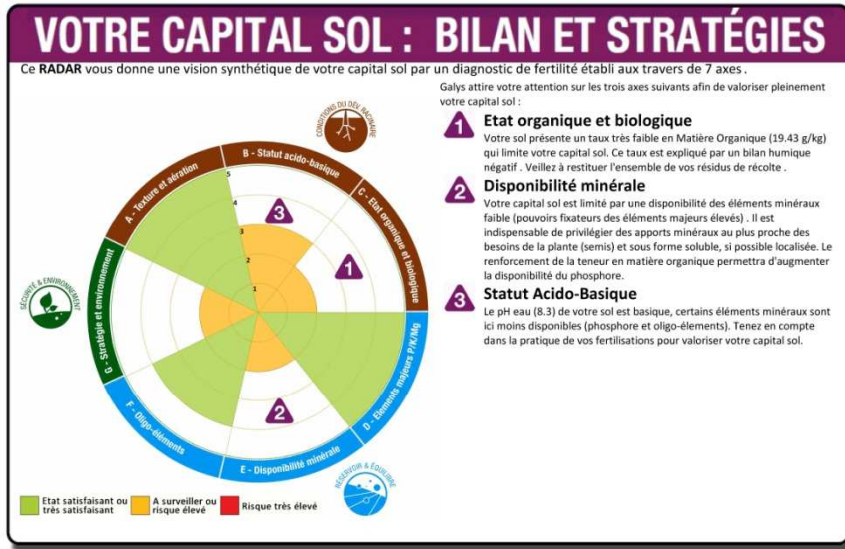 VOTRE CAPITAL SOL : BILAN ET STRATÉGIES
Ce RADAR vous donne une vision synthétique de votre capital sol par un diagnostic de fertilité établi aux travers de 7 axes .
CONDITIONS DU DÉV. RACINAIRE
A - Texture et aération
B - Statut acido-basique
C - Etat organique et biologique
D - Elements majeurs P/K/Mg
E - Disponibilité minérale
F - Oligo-éléments
G - Stratégie et environnement
SÉCURITÉ & ENVIRONNEMENT
RÉSERVOIR & ÉQUILIBRE
5
4
3
2
1
3
1
2
Etat satisfaisant ou
très satisfaisant
A surveiller ou
risque élevé
Risque très élevé
Galys attire votre attention sur les trois axes suivants afin de valoriser pleinement
votre capital sol :
1 Etat organique et biologique
Votre sol présente un taux très faible en Matière Organique (19.43 g/kg)
qui limite votre capital sol. Ce taux est expliqué par un bilan humique
négatif . Veillez à restituer l'ensemble de vos résidus de récolte .
2 Disponibilité minérale
Votre capital sol est limité par une disponibilité des éléments minéraux
faible (pouvoirs fixateurs des éléments majeurs élevés) . Il est
indispensable de privilégier des apports minéraux au plus proche des
besoins de la plante (semis) et sous forme soluble, si possible localisée. Le
renforcement de la teneur en matière organique permettra d'augmenter
la disponibilité du phosphore.
3 Statut Acido-Basique
Le pH eau (8.3) de votre sol est basique, certains éléments minéraux sont
ici moins disponibles (phosphore et oligo-élements). Tenez en compte
dans la pratique de vos fertilisations pour valoriser votre capital sol.